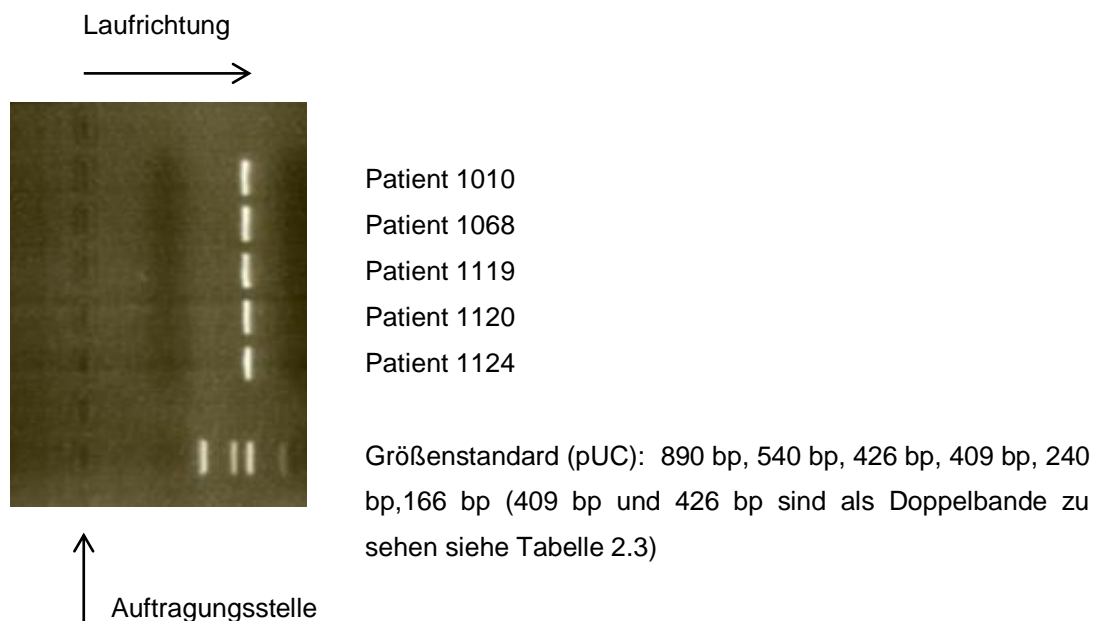 Laufrichtung
Patient 1010
Patient 1068
Patient 1119
Patient 1120
Patient 1124
Größenstandard (pUC): 890 bp, 540 bp, 426 bp, 409 bp, 240
bp,166 bp (409 bp und 426 bp sind als Doppelbande zu
sehen siehe Tabelle 2.3)
Auftragungsstelle